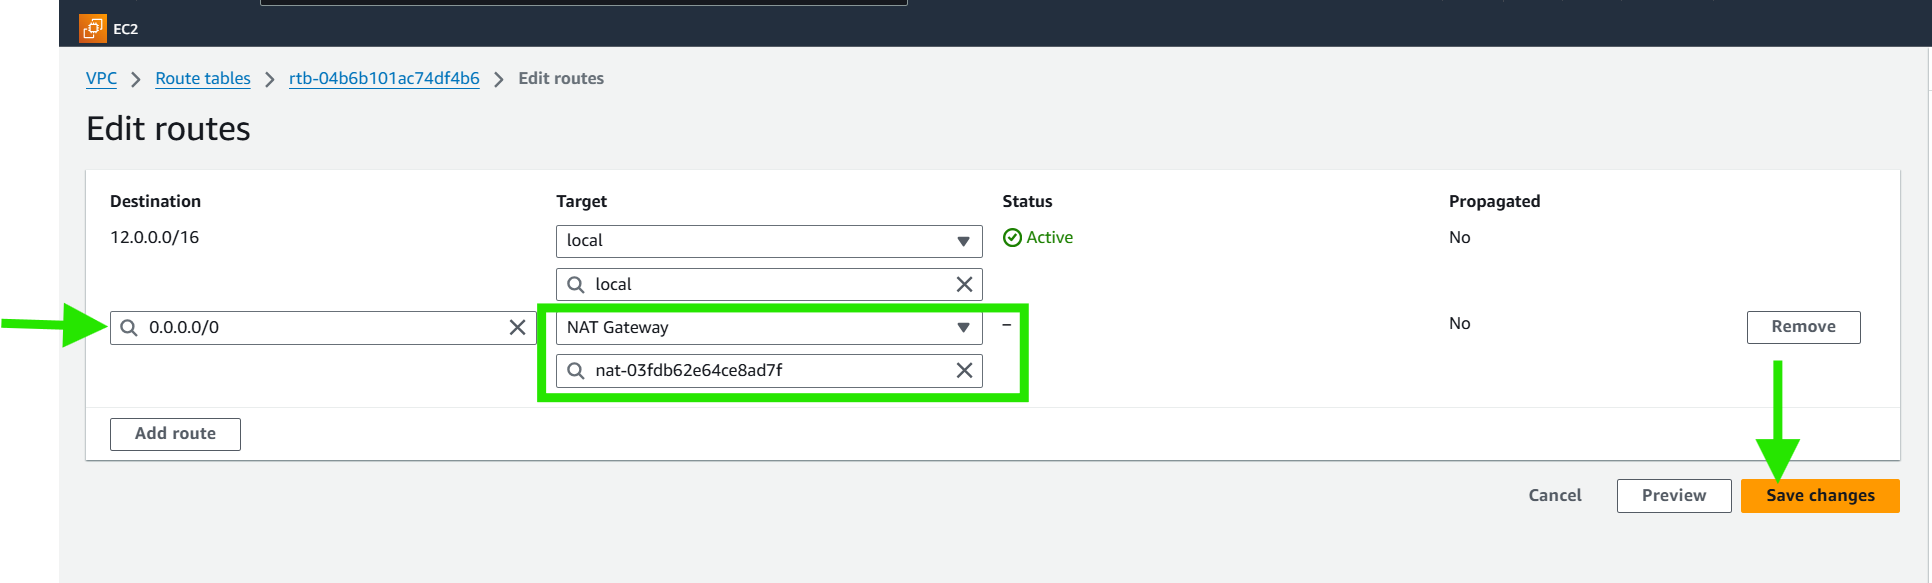 EC2
VPC > Route tables > rtb-04b6b101ac74df4b6 > Edit routes
Edit routes
Destination Target Status Propagated
12.0.0.0/16 local Active No
local
0.0.0.0/0 NAT Gateway – No Remove
nat-03fdb62e64ce8ad7f
Add route
Cancel Preview Save changes